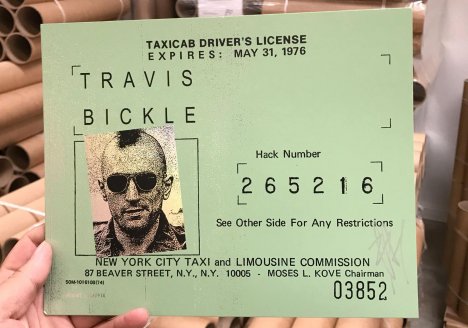 TAXICAB DRIVER'S LICENSE
EXPIRES: MAY 31, 1976
TRAVIS
BICKLE
Hack Number
265216
See Other Side For Any Restrictions
NEW YORK CITY TAXI and LIMOUSINE COMMISSION
87 BEAVER STREET, N.Y., N.Y. 10005 - MOSES L. KOVE Chairman
03852